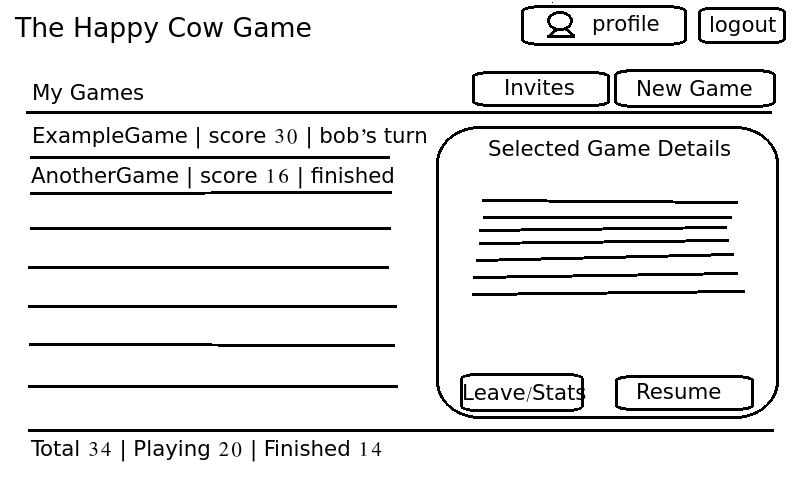 The Happy Cow Game profile logout
My Games Invites New Game
ExampleGame | score 30 | bob's turn
Selected Game Details
AnotherGame | score 16 | finished
Leave/Stats Resume
Total 34 | Playing 20 | Finished 14